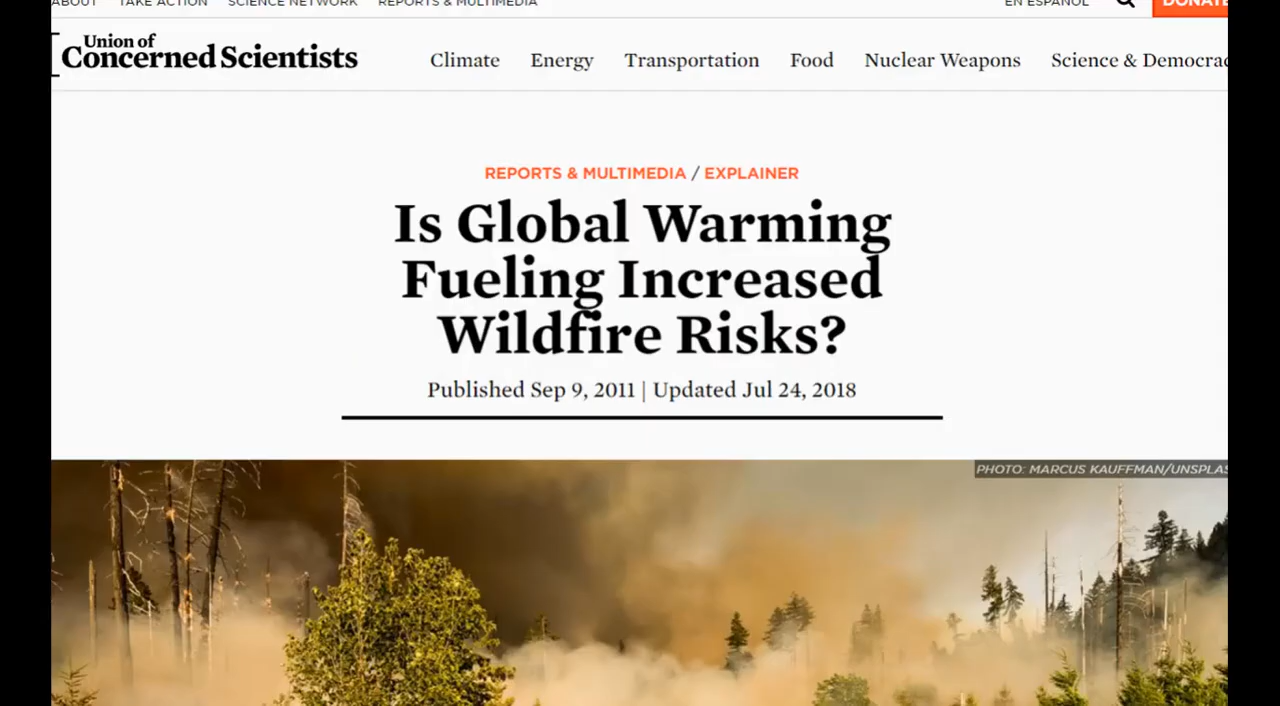 ABOUT TAKE ACTION SCIENCE NETWORK REPORTS & MULTIMEDIA EN ESPAÑOL DONATE
Union of
Concerned Scientists
Climate Energy Transportation Food Nuclear Weapons Science & Democrac
REPORTS & MULTIMEDIA / EXPLAINER
Is Global Warming
Fueling Increased
Wildfire Risks?
Published Sep 9, 2011 | Updated Jul 24, 2018
PHOTO: MARCUS KAUFFMAN/UNSPLAS